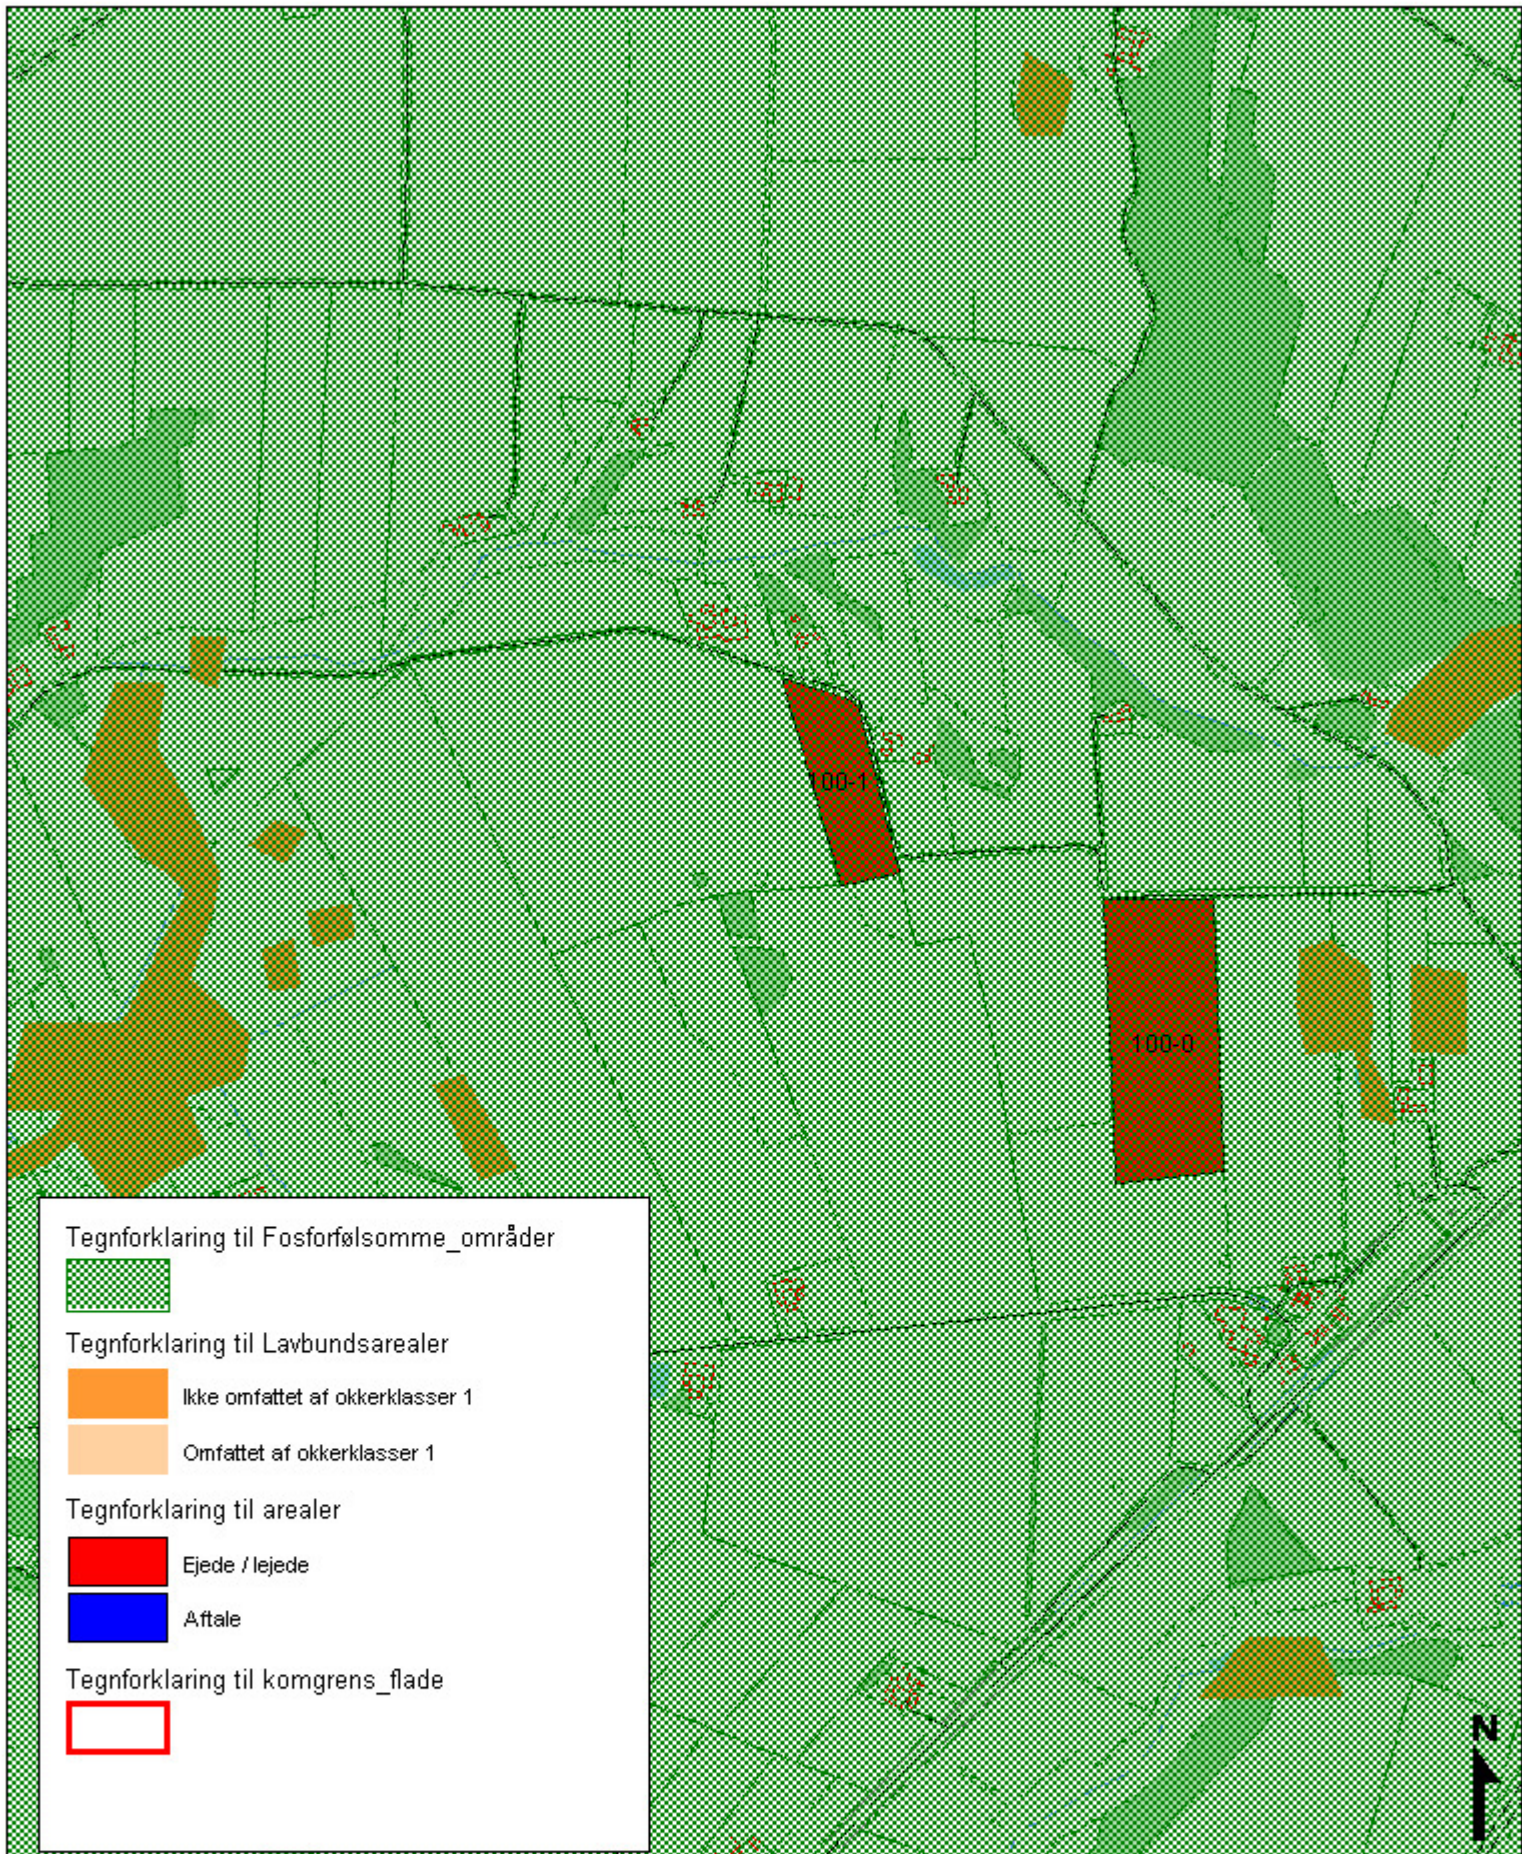 100-1
100-0
Tegnforklaring til Fosforfølsomme_områder
Tegnforklaring til Lavbundsarealer
Ikke omfattet af okkerklasser 1
Omfattet af okkerklasser 1
Tegnforklaring til arealer
Ejede / lejede
Aftale
Tegnforklaring til komgrens_flade
N